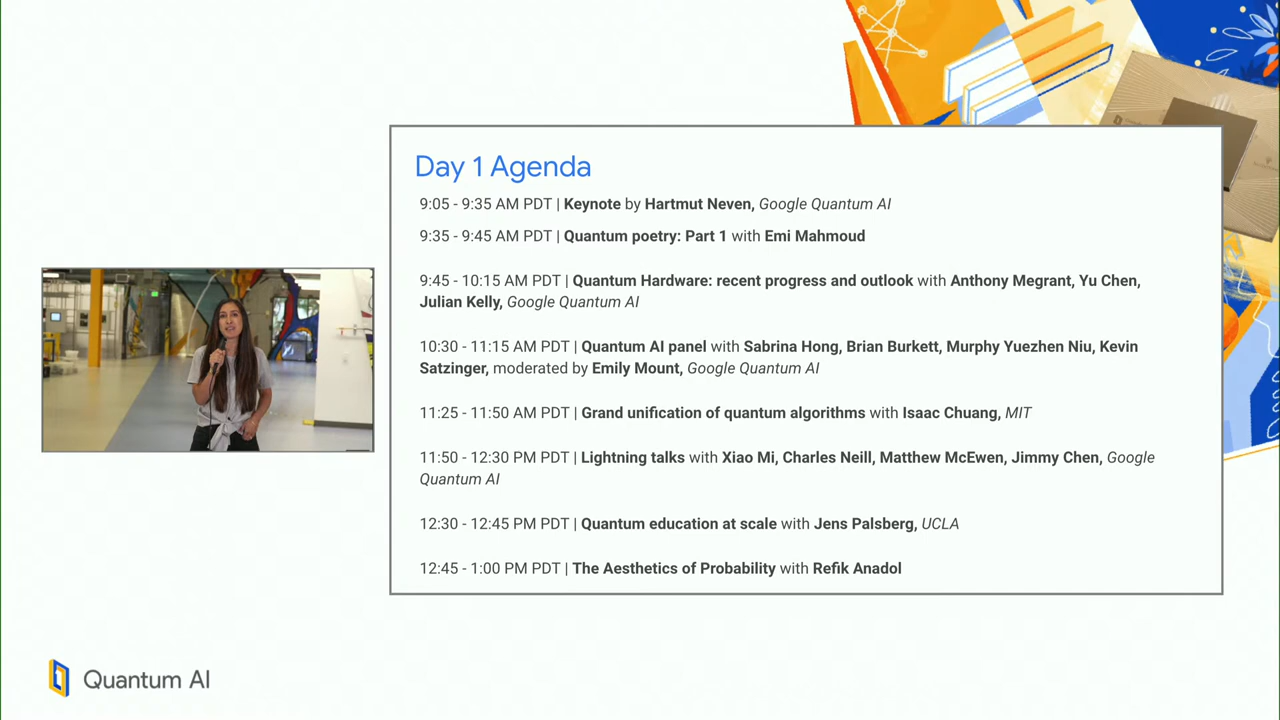 Day 1 Agenda
9:05 - 9:35 AM PDT | Keynote by Hartmut Neven, Google Quantum AI
9:35 - 9:45 AM PDT | Quantum poetry: Part 1 with Emi Mahmoud
9:45 - 10:15 AM PDT | Quantum Hardware: recent progress and outlook with Anthony Megrant, Yu Chen,
Julian Kelly, Google Quantum AI
10:30 - 11:15 AM PDT | Quantum AI panel with Sabrina Hong, Brian Burkett, Murphy Yuezhen Niu, Kevin
Satzinger, moderated by Emily Mount, Google Quantum AI
11:25 - 11:50 AM PDT | Grand unification of quantum algorithms with Isaac Chuang, MIT
11:50 - 12:30 PM PDT | Lightning talks with Xiao Mi, Charles Neill, Matthew McEwen, Jimmy Chen, Google
Quantum AI
12:30 - 12:45 PM PDT | Quantum education at scale with Jens Palsberg, UCLA
12:45 - 1:00 PM PDT | The Aesthetics of Probability with Refik Anadol
Quantum AI